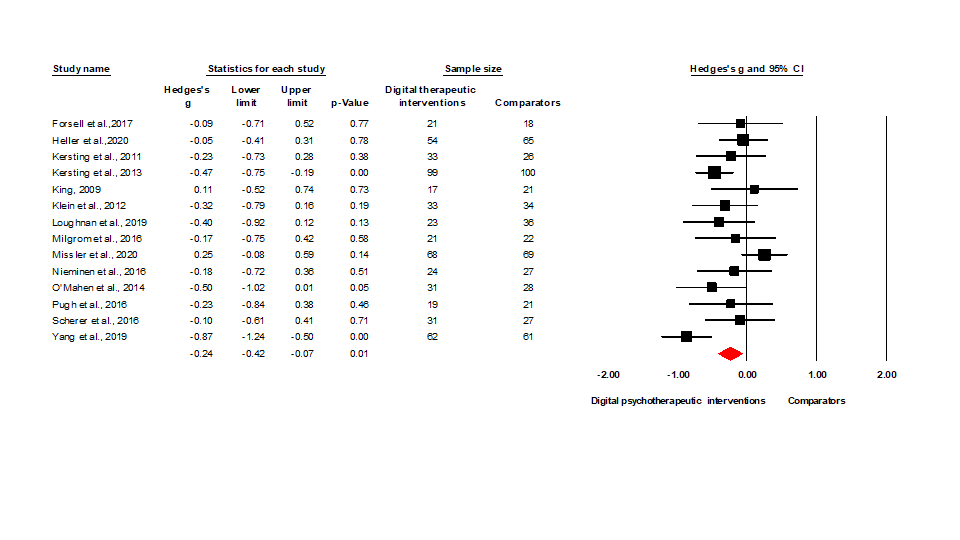 Study name Statistics for each study Sample size Hedges's g and 95% CI
Hedges's g Lower limit Upper limit p-Value Digital therapeutic interventions Comparators
Forsell et al.,2017 -0.09 -0.71 0.52 0.77 21 18
Heller et al.,2020 -0.05 -0.41 0.31 0.78 54 65
Kersting et al., 2011 -0.23 -0.73 0.28 0.38 33 26
Kersting et al., 2013 -0.47 -0.75 -0.19 0.00 99 100
King, 2009 0.11 -0.52 0.74 0.73 17 21
Klein et al., 2012 -0.32 -0.79 0.16 0.19 33 34
Loughnan et al., 2019 -0.40 -0.92 0.12 0.13 23 36
Milgrom et al., 2016 -0.17 -0.75 0.42 0.58 21 22
Missler et al., 2020 0.25 -0.08 0.59 0.14 68 69
Nieminen et al., 2016 -0.18 -0.72 0.36 0.51 24 27
O'Mahen et al., 2014 -0.50 -1.02 0.01 0.05 31 28
Pugh et al., 2016 -0.23 -0.84 0.38 0.46 19 21
Scherer et al., 2016 -0.10 -0.61 0.41 0.71 31 27
Yang et al., 2019 -0.87 -1.24 -0.50 0.00 62 61
-0.24 -0.42 -0.07 0.01
-2.00 -1.00 0.00 1.00 2.00
Digital psychotherapeutic interventions Comparators